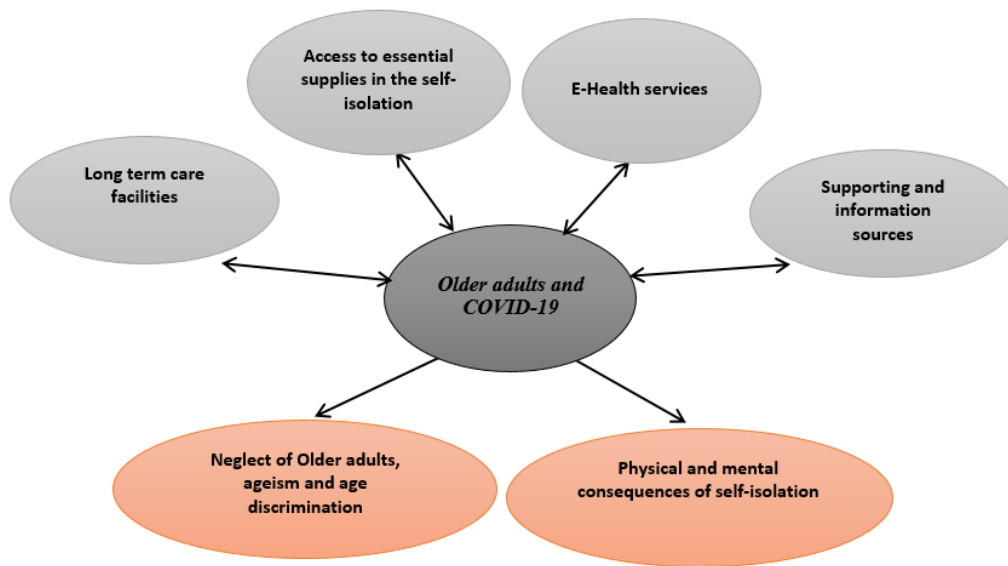 Access to essential
supplies in the self-
isolation
E-Health services
Long term care
facilities
Supporting and
information
sources
Older adults and
COVID-19
Neglect of Older adults,
ageism and age
discrimination
Physical and mental
consequences of self-isolation